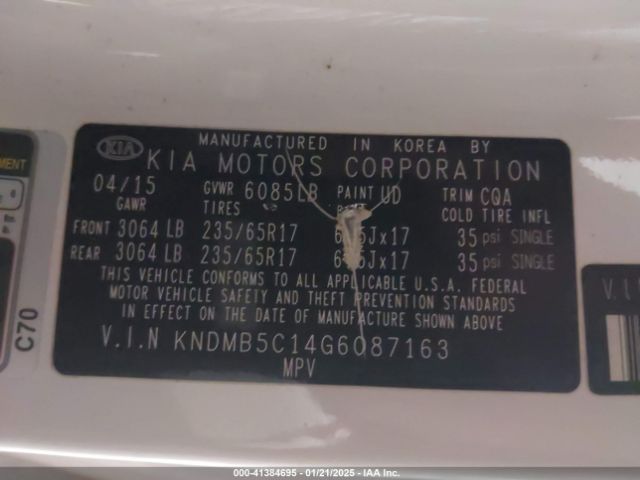 MENT
C70
KIA
MANUFACTURED IN KOREA BY
KIA MOTORS CORPORATION
04/15 GVWR 6085LB PAINT UD TRIM CQA
GAWR TIRES COLD TIRE INFL
FRONT 3064 LB 235/65R17 Jx17 35 psi SINGLE
REAR 3064 LB 235/65R17 Jx17 35 psi SINGLE
THIS VEHICLE CONFORMS TO ALL APPLICABLE U.S.A. FEDERAL
MOTOR VEHICLE SAFETY AND THEFT PREVENTION STANDARDS
IN EFFECT ON THE DATE OF MANUFACTURE SHOWN ABOVE
V.I.N KNDMB5C14G6087163
MPV
V.I
000-41384695 - 01/21/2025 - IAA Inc.